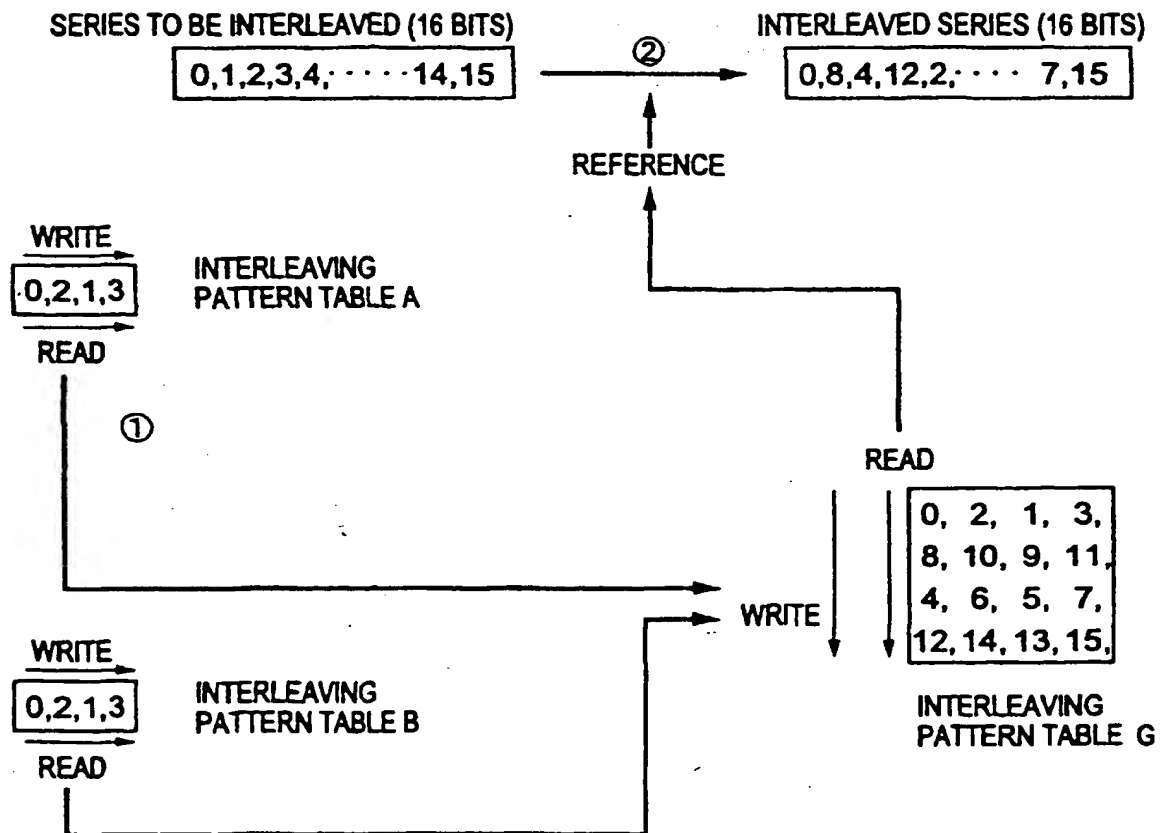 SERIES TO BE INTERLEAVED (16 BITS)
0,1,2,3,4,·····14,15
②
INTERLEAVED SERIES (16 BITS)
0,8,4,12,2,···· 7,15
REFERENCE
WRITE
0,2,1,3
READ
INTERLEAVING
PATTERN TABLE A
①
READ
WRITE
0, 2, 1, 3,
8, 10, 9, 11,
4, 6, 5, 7,
12, 14, 13, 15,
INTERLEAVING
PATTERN TABLE G
WRITE
0,2,1,3
READ
INTERLEAVING
PATTERN TABLE B